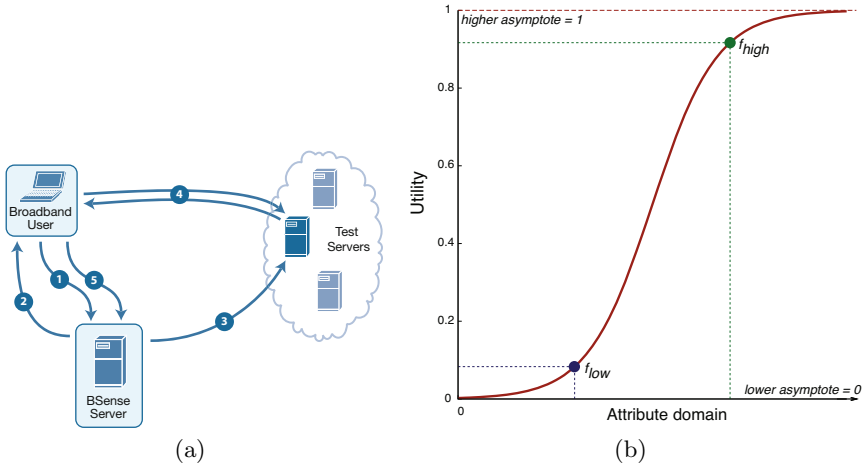 Broadband
User
1
2
3
4
5
Test
Servers
BSense
Server
(a)
Utility
1
0.8
0.6
0.4
0.2
0
higher asymptote = 1
f_high
f_low
lower asymptote = 0
0
Attribute domain
(b)